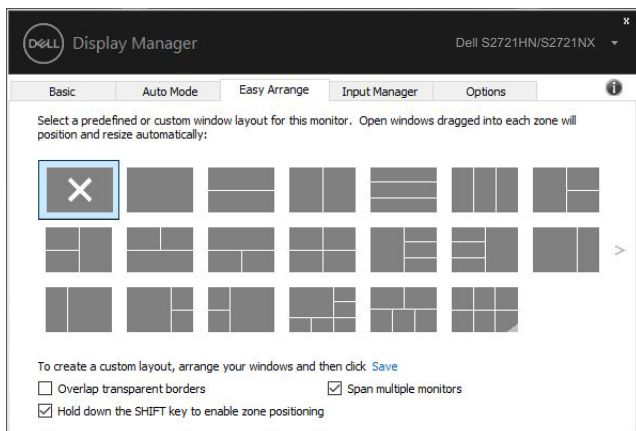 DELL Display Manager
Dell S2721HN/S2721NX
x
Basic
Auto Mode
Easy Arrange
Input Manager
Options
i
Select a predefined or custom window layout for this monitor. Open windows dragged into each zone will
position and resize automatically:
>
To create a custom layout, arrange your windows and then click Save
Overlap transparent borders
Span multiple monitors
Hold down the SHIFT key to enable zone positioning